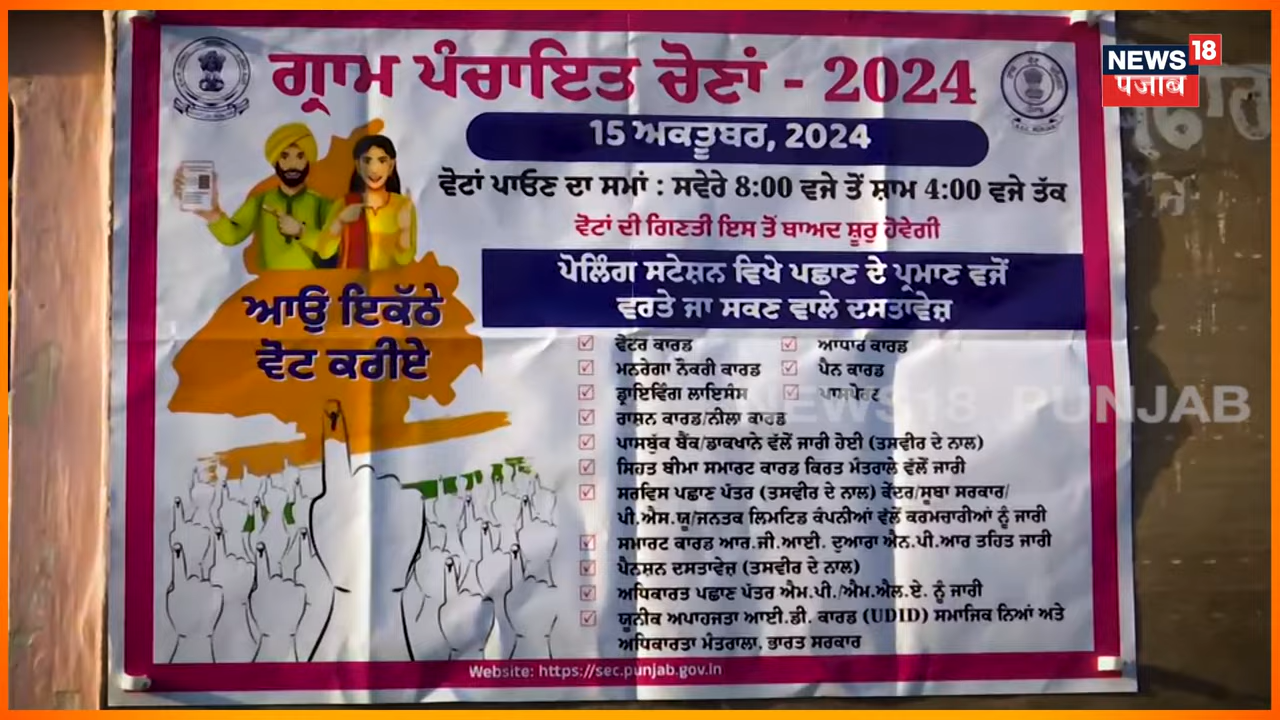 ਗ੍ਰਾਮ ਪੰਚਾਇਤ ਚੋਣਾਂ - 2024
NEWS 18
ਪੰਜਾਬ
15 ਅਕਤੂਬਰ, 2024
ਵੋਟਾਂ ਪਾਓਣ ਦਾ ਸਮਾਂ : ਸਵੇਰੇ 8:00 ਵਜੇ ਤੋਂ ਸ਼ਾਮ 4:00 ਵਜੇ ਤੱਕ
ਵੋਟਾਂ ਦੀ ਗਿਣਤੀ ਇਸ ਤੋਂ ਬਾਅਦ ਸ਼ੁਰੂ ਹੋਵੇਗੀ
ਪੋਲਿੰਗ ਸਟੇਸ਼ਨ ਵਿਖੇ ਪਛਾਣ ਦੇ ਪ੍ਰਮਾਣ ਵਜੋਂ
ਵਰਤੇ ਜਾ ਸਕਣ ਵਾਲੇ ਦਸਤਾਵੇਜ਼
ਆਉ ਇਕੱਠੇ
ਵੋਟ ਕਰੀਏ
ਵੋਟਰ ਕਾਰਡ ਆਧਾਰ ਕਾਰਡ
ਮਨਰੇਗਾ ਨੌਕਰੀ ਕਾਰਡ ਪੈਨ ਕਾਰਡ
ਡ੍ਰਾਇਵਿੰਗ ਲਾਇਸੰਸ ਪਾਸਪੋਰਟ
NEWS18 PUNJAB
ਰਾਸ਼ਨ ਕਾਰਡ/ਨੀਲਾ ਕਾਰਡ
ਪਾਸਬੁੱਕ ਬੈਂਕ/ਡਾਕਖਾਨੇ ਵੱਲੋਂ ਜਾਰੀ ਹੋਈ (ਤਸਵੀਰ ਦੇ ਨਾਲ)
ਸਿਹਤ ਬੀਮਾ ਸਮਾਰਟ ਕਾਰਡ ਕਿਰਤ ਮੰਤਰਾਲੇ ਵੱਲੋਂ ਜਾਰੀ
ਸਰਵਿਸ ਪਛਾਣ ਪੱਤਰ (ਤਸਵੀਰ ਦੇ ਨਾਲ) ਕੇਂਦਰ/ਸੂਬਾ ਸਰਕਾਰ/
ਪੀ.ਐਸ.ਯੂ/ਜਨਤਕ ਲਿਮਟਿਡ ਕੰਪਨੀਆਂ ਵੱਲੋਂ ਕਰਮਚਾਰੀਆਂ ਨੂੰ ਜਾਰੀ
ਸਮਾਰਟ ਕਾਰਡ ਆਰ.ਜੀ.ਆਈ. ਦੁਆਰਾ ਐਨ.ਪੀ.ਆਰ ਤਹਿਤ ਜਾਰੀ
ਪੈਨਸ਼ਨ ਦਸਤਾਵੇਜ਼ (ਤਸਵੀਰ ਦੇ ਨਾਲ)
ਅਧਿਕਾਰਤ ਪਛਾਣ ਪੱਤਰ ਐਮ.ਪੀ./ਐਮ.ਐਲ.ਏ. ਨੂੰ ਜਾਰੀ
ਯੂਨੀਕ ਅਪਾਹਜਤਾ ਆਈ.ਡੀ. ਕਾਰਡ (UDID) ਸਮਾਜਿਕ ਨਿਆਂ ਅਤੇ
ਅਧਿਕਾਰਤਾ ਮੰਤਰਾਲਾ, ਭਾਰਤ ਸਰਕਾਰ
Website: https://sec.punjab.gov.in